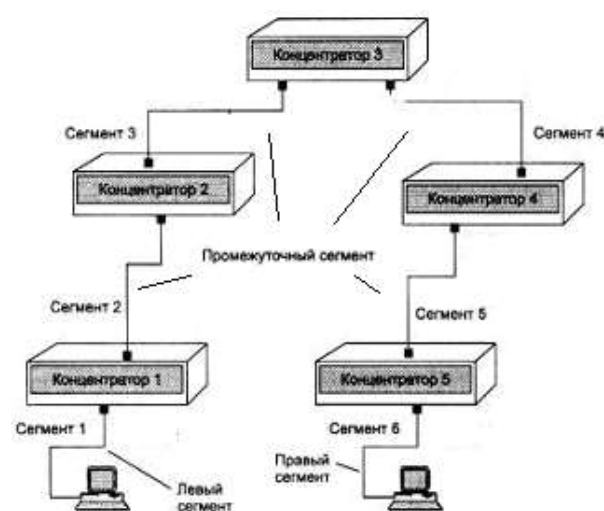 Концентратор 3
Сегмент 3
Сегмент 4
Концентратор 2
Концентратор 4
Промежуточный сегмент
Сегмент 2
Сегмент 5
Концентратор 1
Концентратор 5
Сегмент 1
Сегмент 6
Левый
сегмент
Правый
сегмент